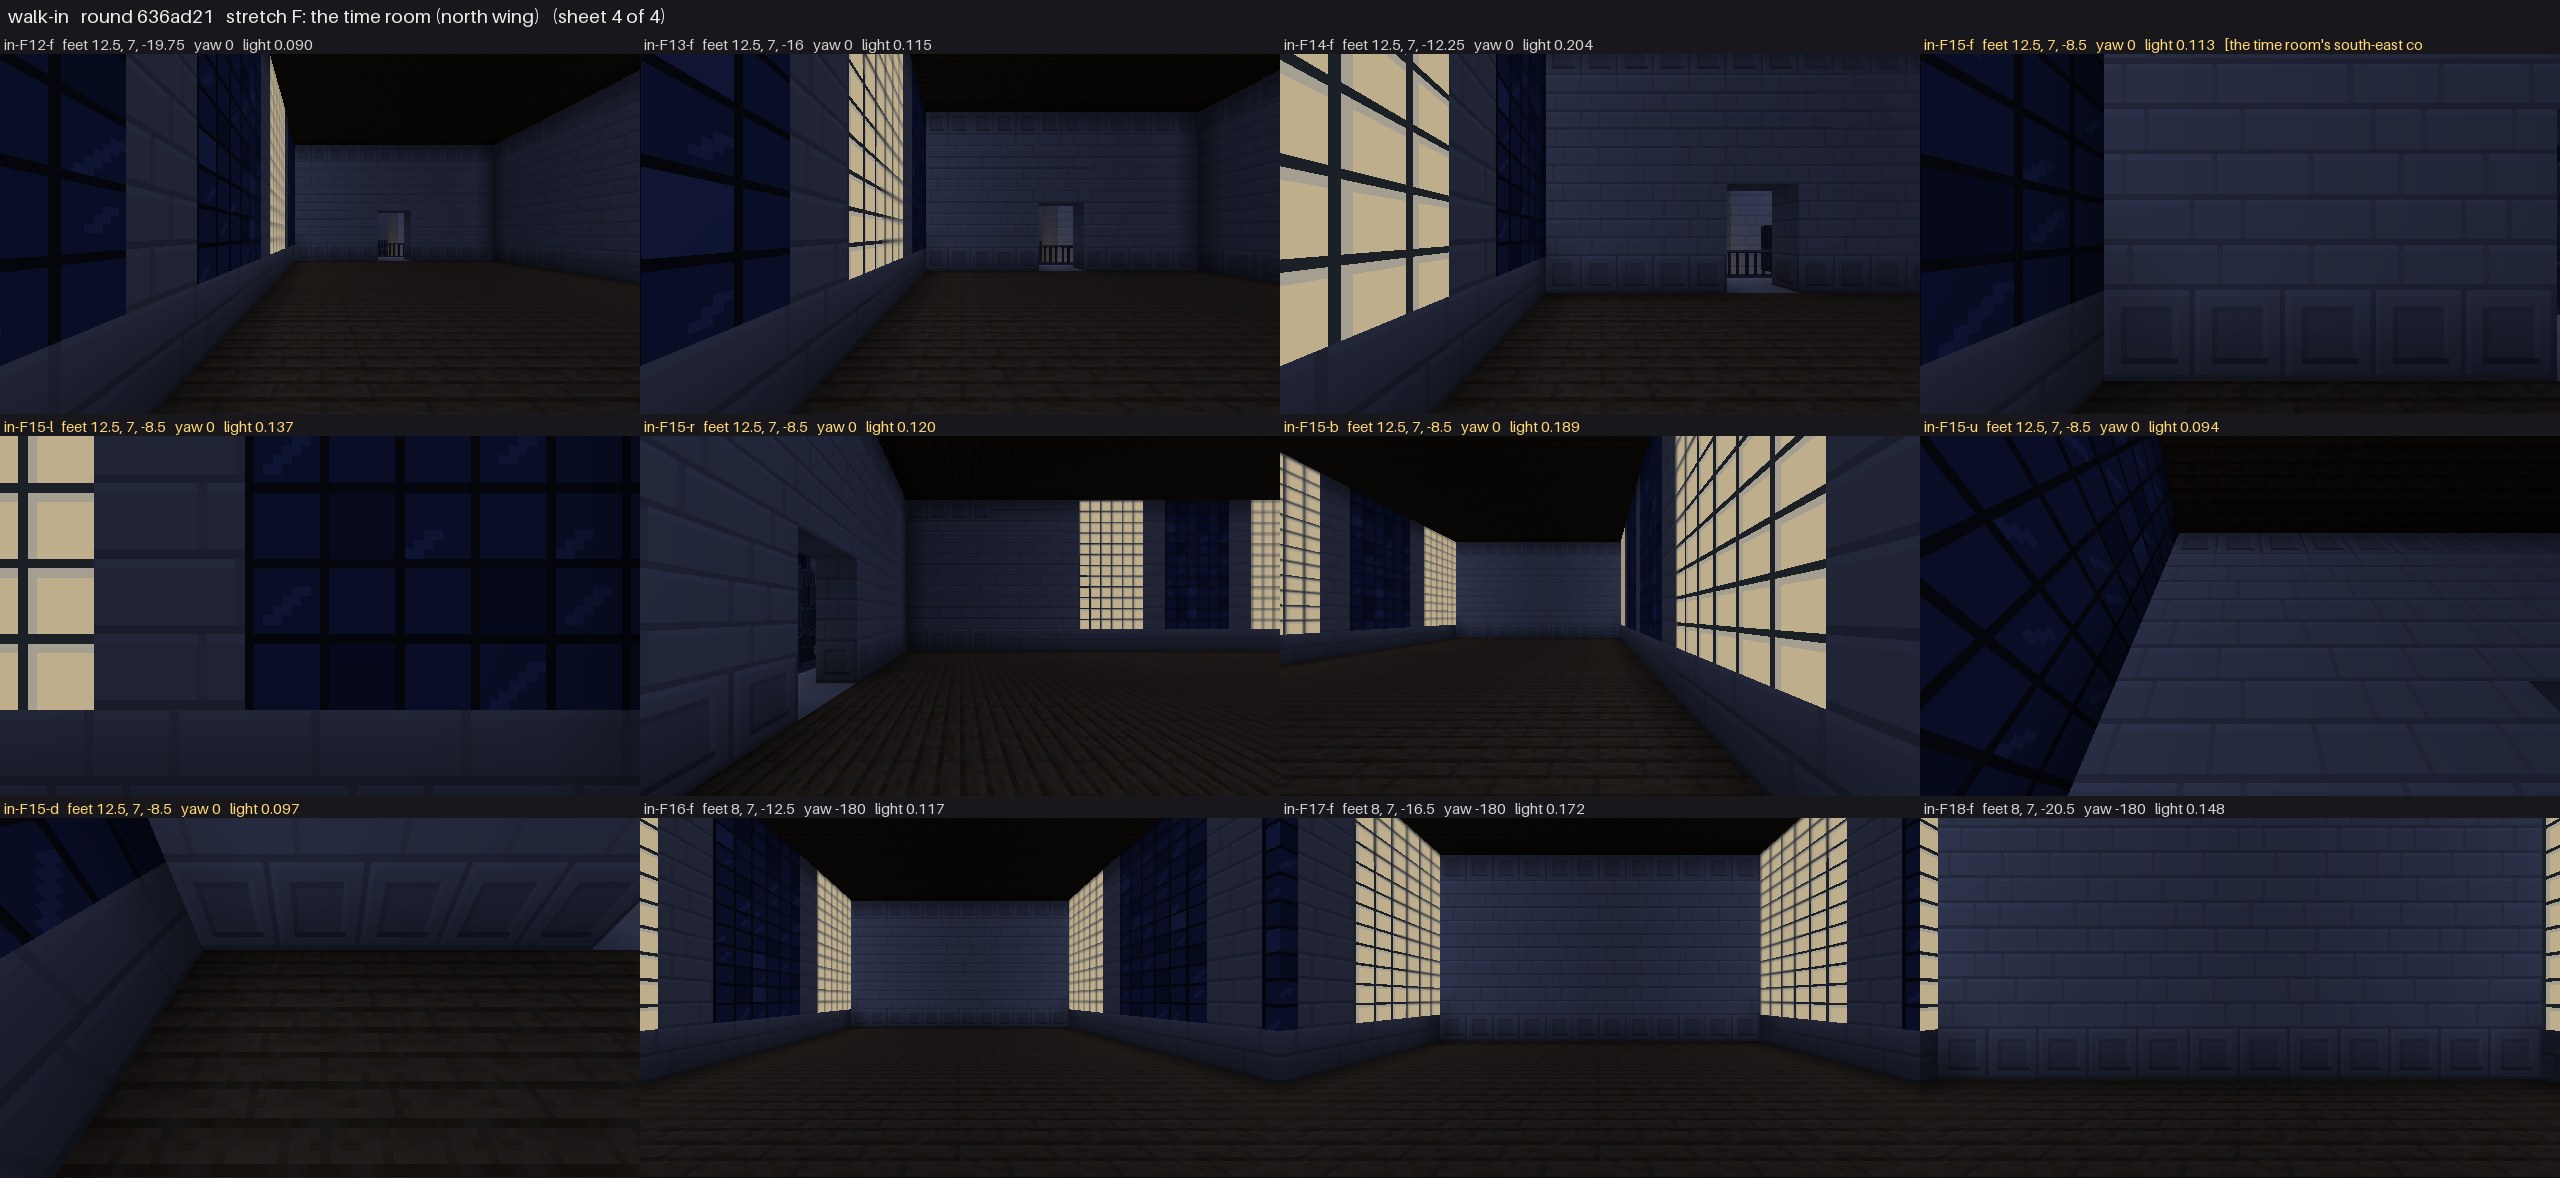 walk-in round 636ad21 stretch F: the time room (north wing) (sheet 4 of 4)
in-F12-f feet 12.5, 7, -19.75 yaw 0 light 0.090
in-F13-f feet 12.5, 7, -16 yaw 0 light 0.115
in-F14-f feet 12.5, 7, -12.25 yaw 0 light 0.204
in-F15-f feet 12.5, 7, -8.5 yaw 0 light 0.113 [the time room's south-east co
in-F15-l feet 12.5, 7, -8.5 yaw 0 light 0.137
in-F15-r feet 12.5, 7, -8.5 yaw 0 light 0.120
in-F15-b feet 12.5, 7, -8.5 yaw 0 light 0.189
in-F15-u feet 12.5, 7, -8.5 yaw 0 light 0.094
in-F15-d feet 12.5, 7, -8.5 yaw 0 light 0.097
in-F16-f feet 8, 7, -12.5 yaw -180 light 0.117
in-F17-f feet 8, 7, -16.5 yaw -180 light 0.172
in-F18-f feet 8, 7, -20.5 yaw -180 light 0.148